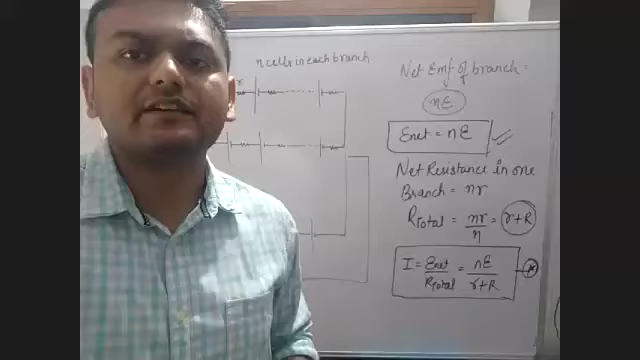 n cells in each branch
r
Net Emf of branch =
nE
Enet = nE
Net Resistance in one
Branch = nr
RTotal = nr/n = r+R
I = Enet/RTotal = nE/r+R